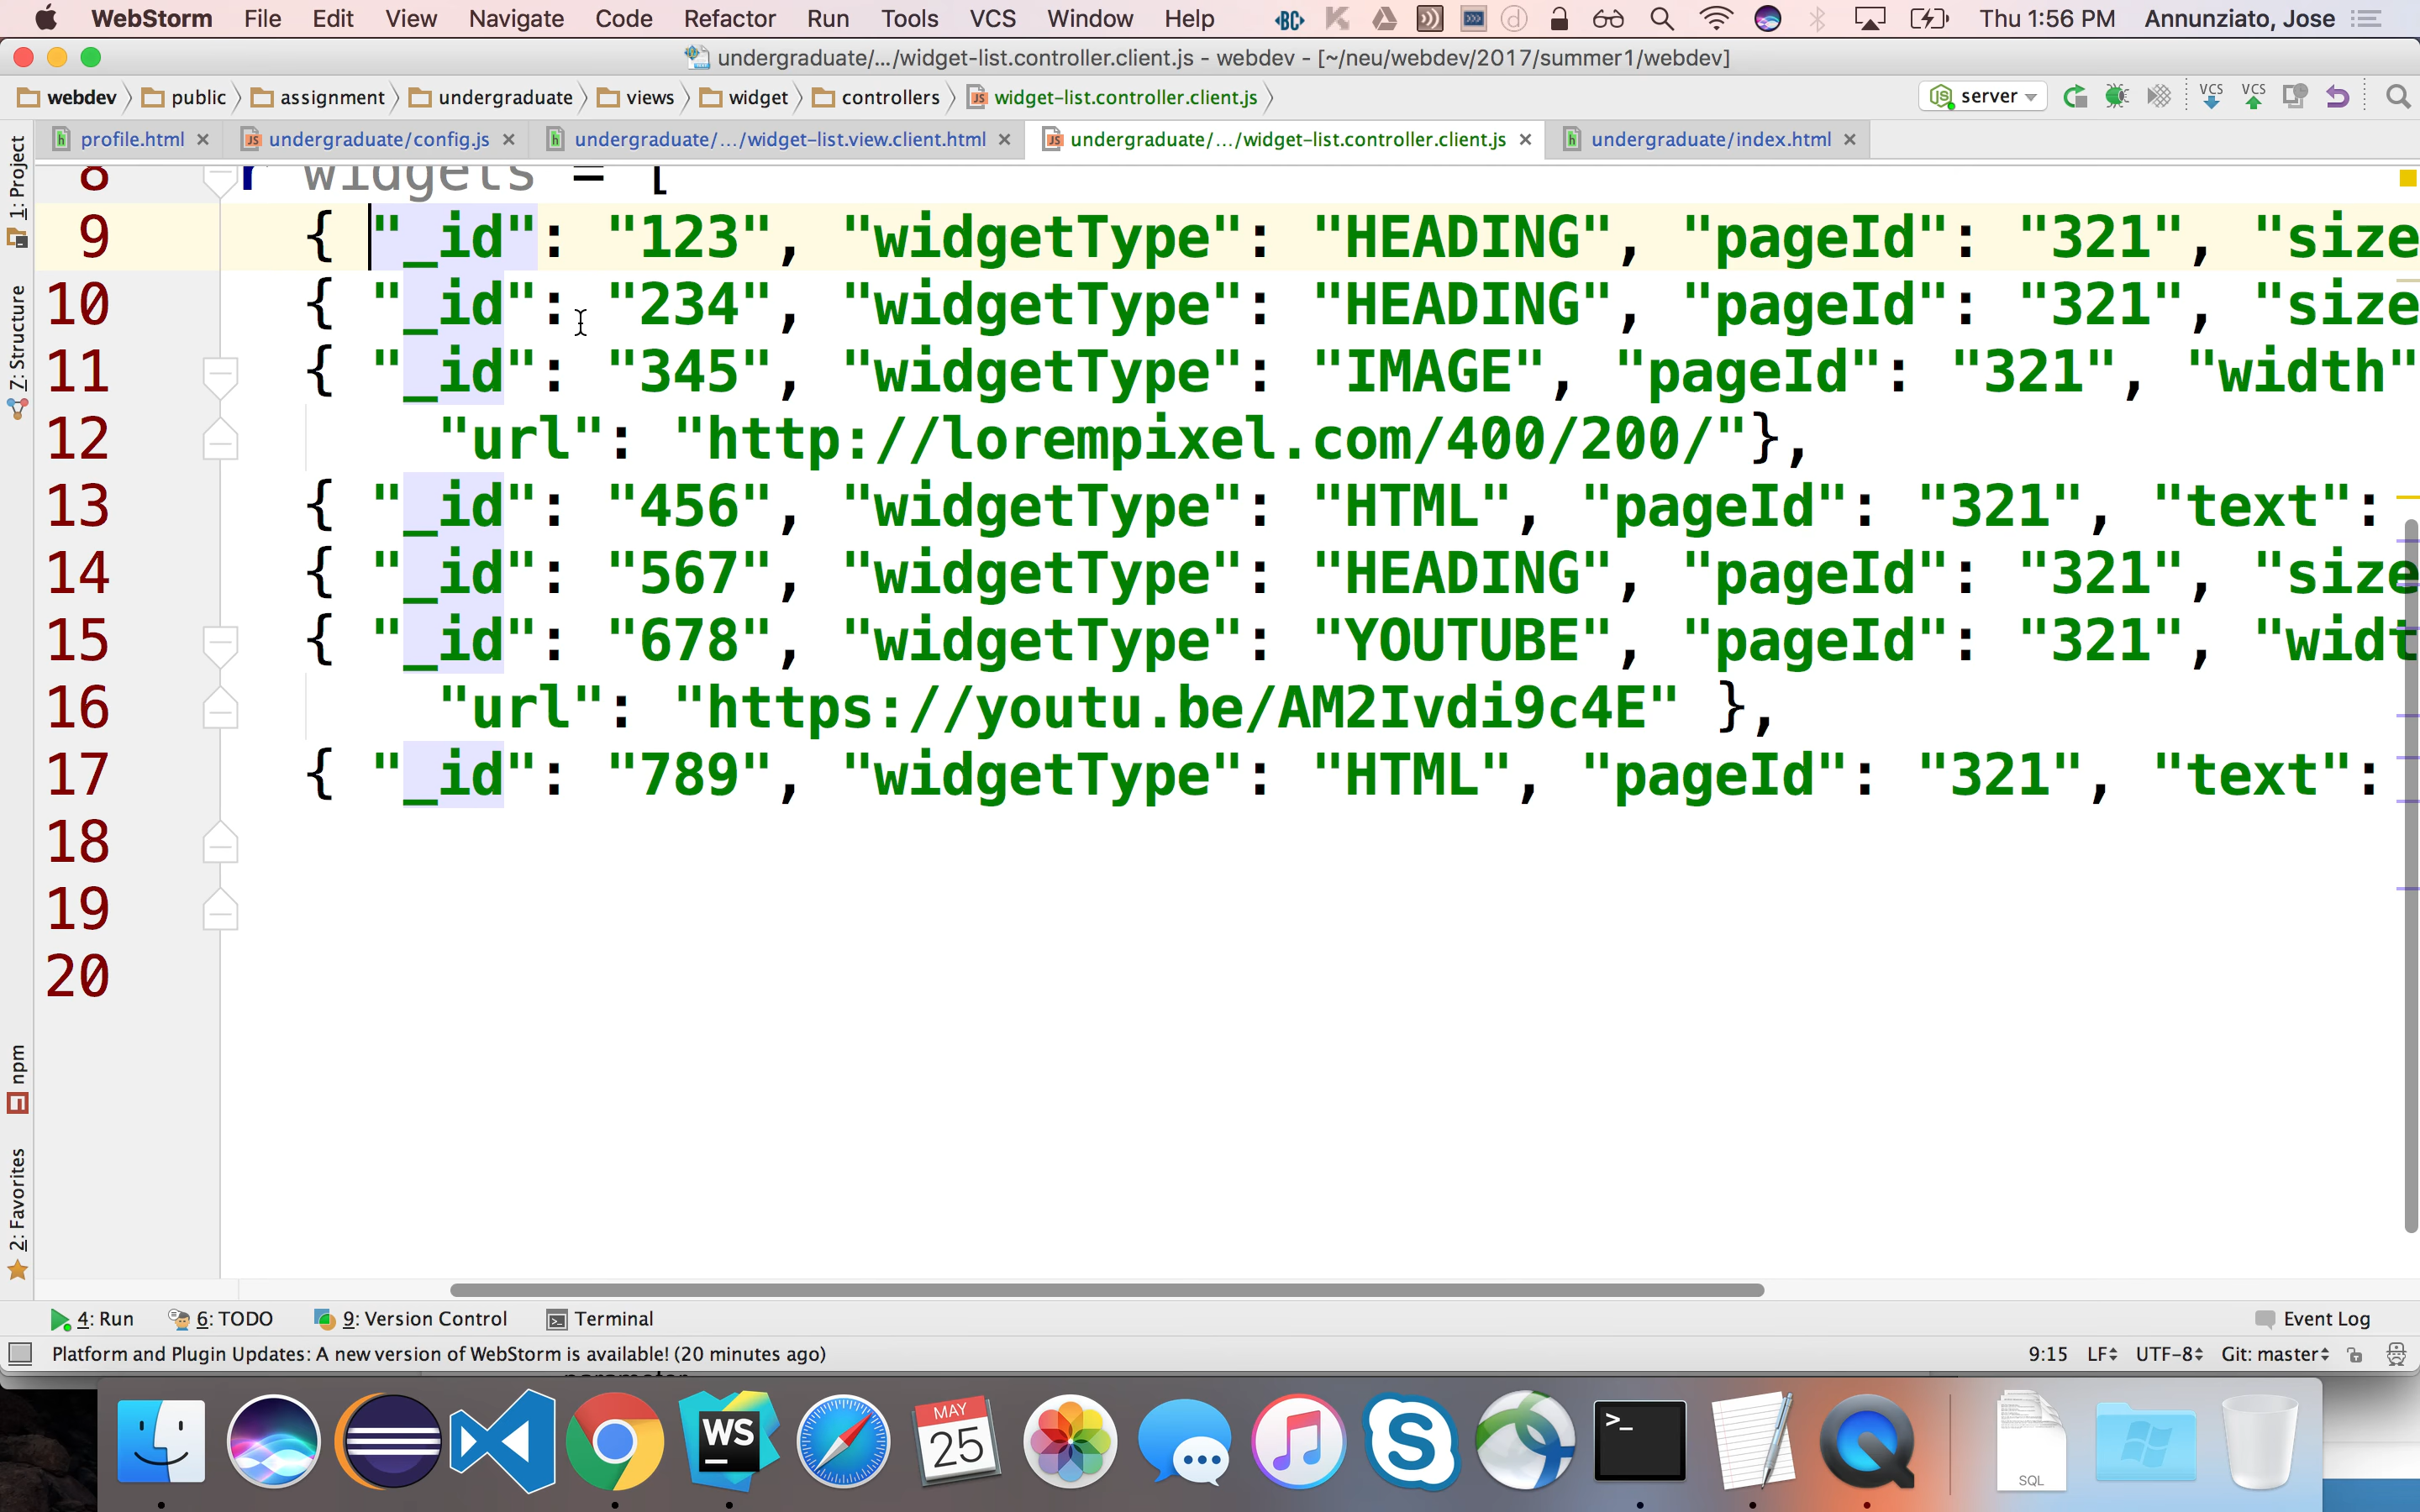 WebStorm File Edit View Navigate Code Refactor Run Tools VCS Window Help Thu 1:56 PM Annunziato, Jose
undergraduate/.../widget-list.controller.client.js - webdev - [~/neu/webdev/2017/summer1/webdev]
webdev public assignment undergraduate views widget controllers widget-list.controller.client.js server VCS VCS
profile.html undergraduate/config.js undergraduate/.../widget-list.view.client.html undergraduate/.../widget-list.controller.client.js undergraduate/index.html
1: Project
7: Structure
npm
2: Favorites
8 r widgets = [
9 { "_id": "123", "widgetType": "HEADING", "pageId": "321", "size
10 { "_id": "234", "widgetType": "HEADING", "pageId": "321", "size
11 { "_id": "345", "widgetType": "IMAGE", "pageId": "321", "width"
12 "url": "http://lorempixel.com/400/200/"},
13 { "_id": "456", "widgetType": "HTML", "pageId": "321", "text":
14 { "_id": "567", "widgetType": "HEADING", "pageId": "321", "size
15 { "_id": "678", "widgetType": "YOUTUBE", "pageId": "321", "widt
16 "url": "https://youtu.be/AM2Ivdi9c4E" },
17 { "_id": "789", "widgetType": "HTML", "pageId": "321", "text":
18
19
20
4: Run 6: TODO 9: Version Control Terminal Event Log
Platform and Plugin Updates: A new version of WebStorm is available! (20 minutes ago) 9:15 LF UTF-8 Git: master
WS
MAY
25
SQL